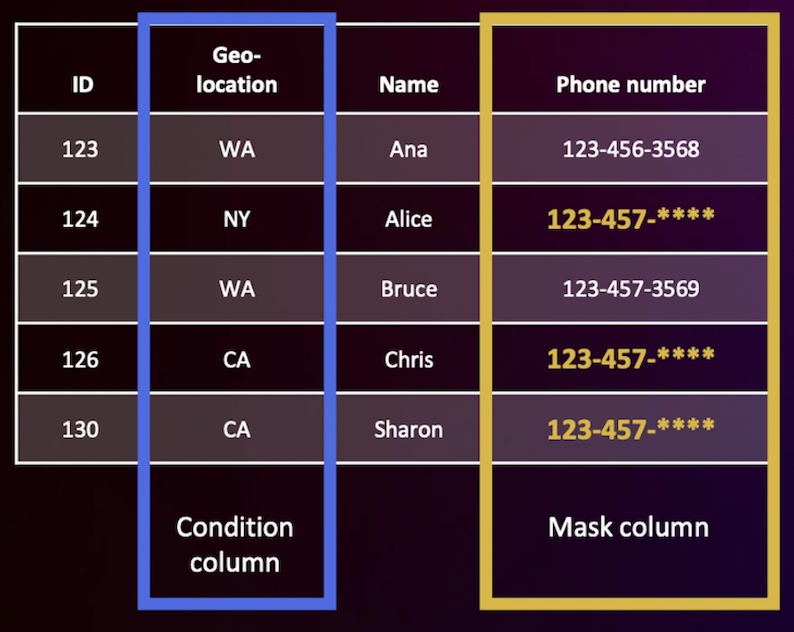 ID Geo-location Name Phone number
123 WA Ana 123-456-3568
124 NY Alice 123-457-****
125 WA Bruce 123-457-3569
126 CA Chris 123-457-****
130 CA Sharon 123-457-****
Condition column Mask column